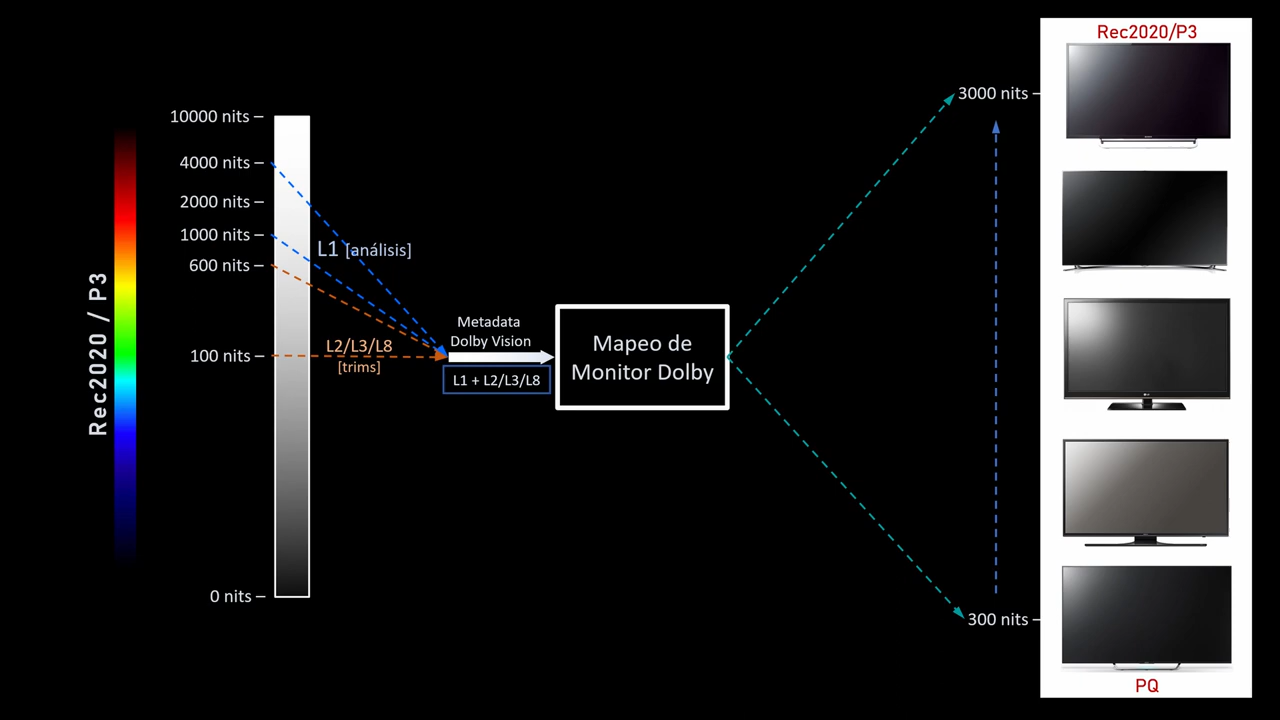 Rec2020 / P3
10000 nits
4000 nits
2000 nits
1000 nits
600 nits
100 nits
0 nits
L1 [análisis]
L2/L3/L8
[trims]
Metadata
Dolby Vision
L1 + L2/L3/L8
Mapeo de
Monitor Dolby
3000 nits
300 nits
Rec2020/P3
PQ